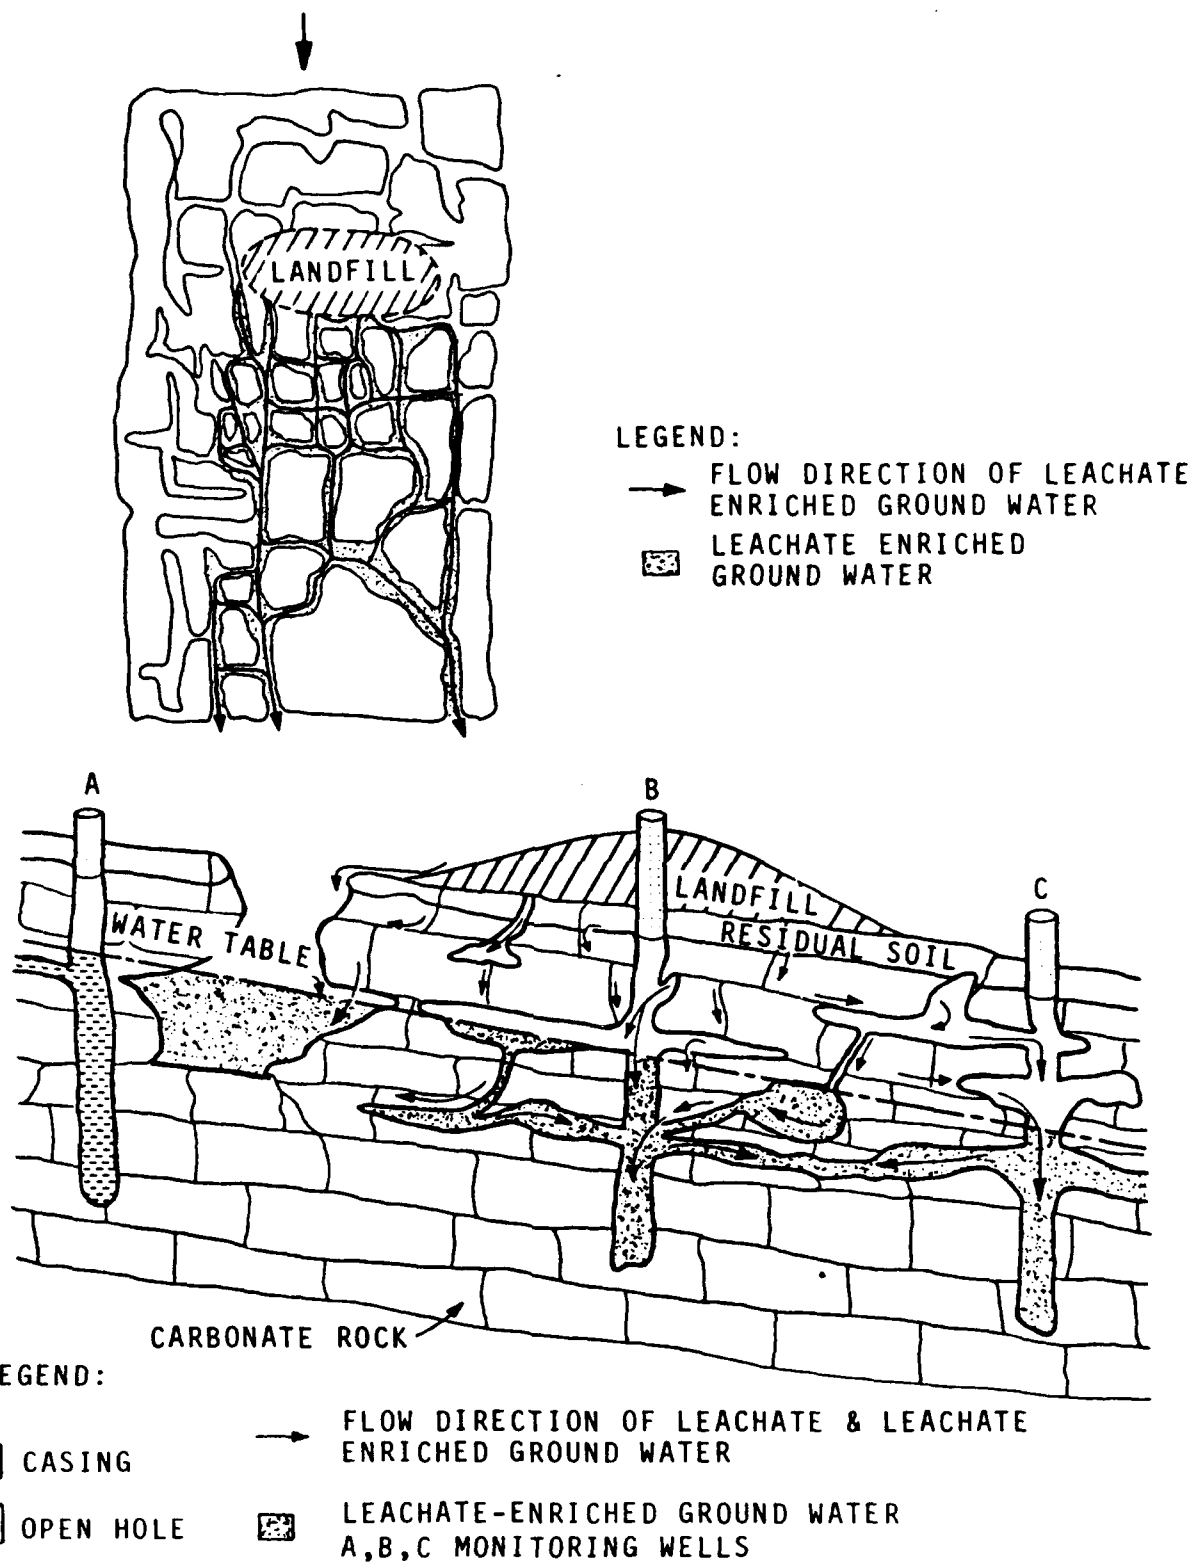 LANDFILL
LEGEND:
FLOW DIRECTION OF LEACHATE
ENRICHED GROUND WATER
LEACHATE ENRICHED
GROUND WATER
A
B
C
LANDFILL
RESIDUAL SOIL
WATER TABLE
CARBONATE ROCK
EGEND:
FLOW DIRECTION OF LEACHATE & LEACHATE
ENRICHED GROUND WATER
CASING
OPEN HOLE
LEACHATE-ENRICHED GROUND WATER
A,B,C MONITORING WELLS